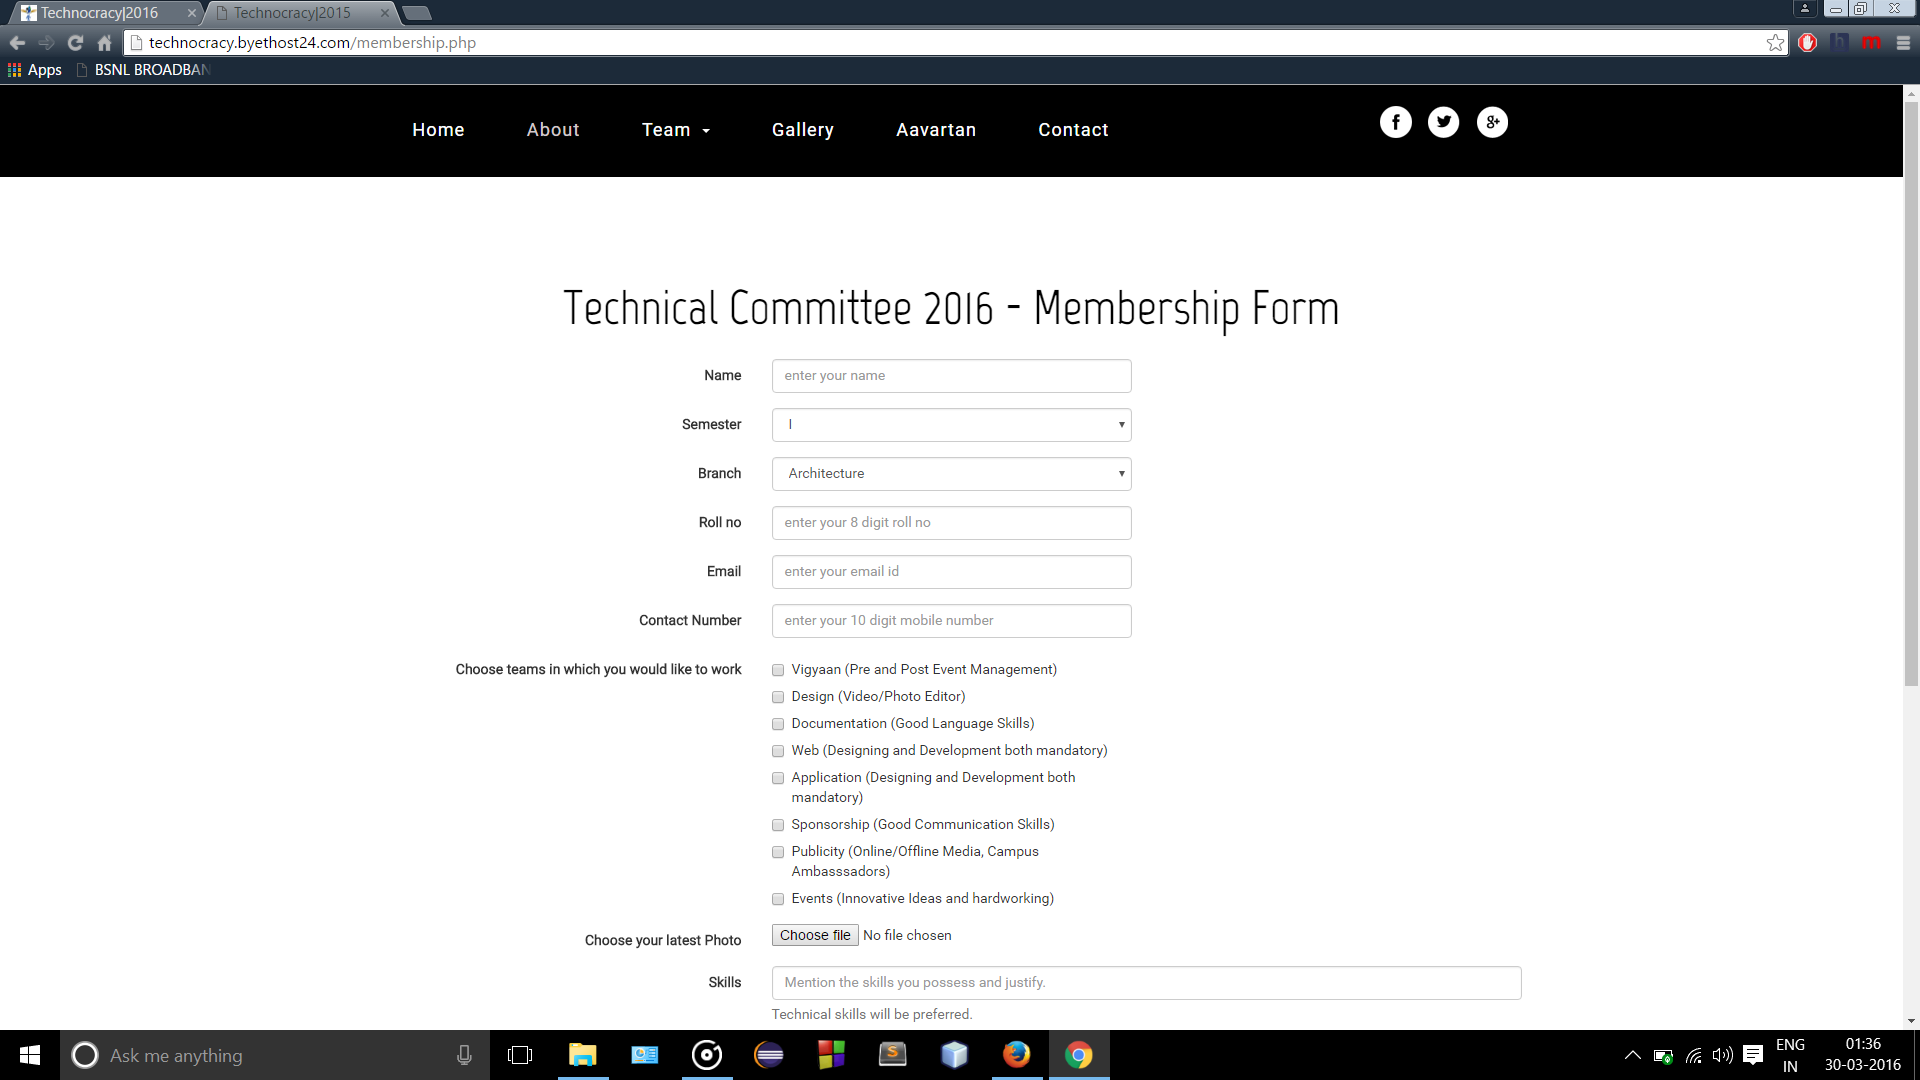 Technocracy|2016
Technocracy|2015
technocracy.byethost24.com/membership.php
Apps
BSNL BROADBAN
Home
About
Team
Gallery
Aavartan
Contact
Technical Committee 2016 - Membership Form
Name
enter your name
Semester
I
Branch
Architecture
Roll no
enter your 8 digit roll no
Email
enter your email id
Contact Number
enter your 10 digit mobile number
Choose teams in which you would like to work
Vigyaan (Pre and Post Event Management)
Design (Video/Photo Editor)
Documentation (Good Language Skills)
Web (Designing and Development both mandatory)
Application (Designing and Development both
mandatory)
Sponsorship (Good Communication Skills)
Publicity (Online/Offline Media, Campus
Ambasssadors)
Events (Innovative Ideas and hardworking)
Choose your latest Photo
Choose file No file chosen
Skills
Mention the skills you possess and justify.
Technical skills will be preferred.
Ask me anything
ENG
IN
01:36
30-03-2016